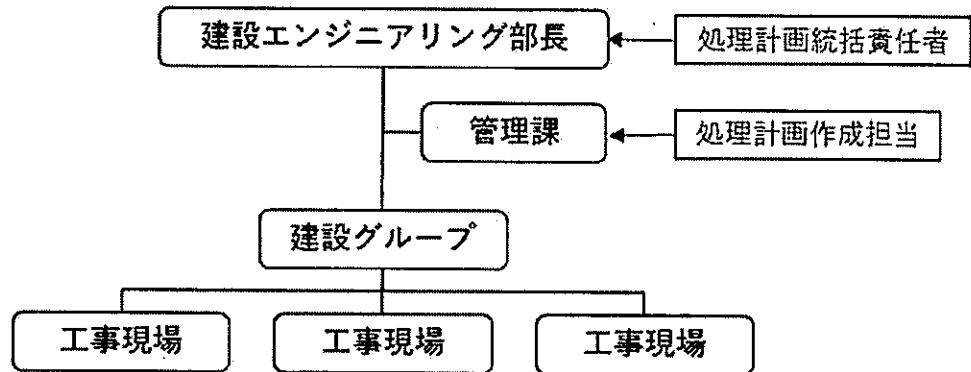 建設エンジニアリング部長
処理計画統括責任者
管理課
処理計画作成担当
建設グループ
工事現場
工事現場
工事現場